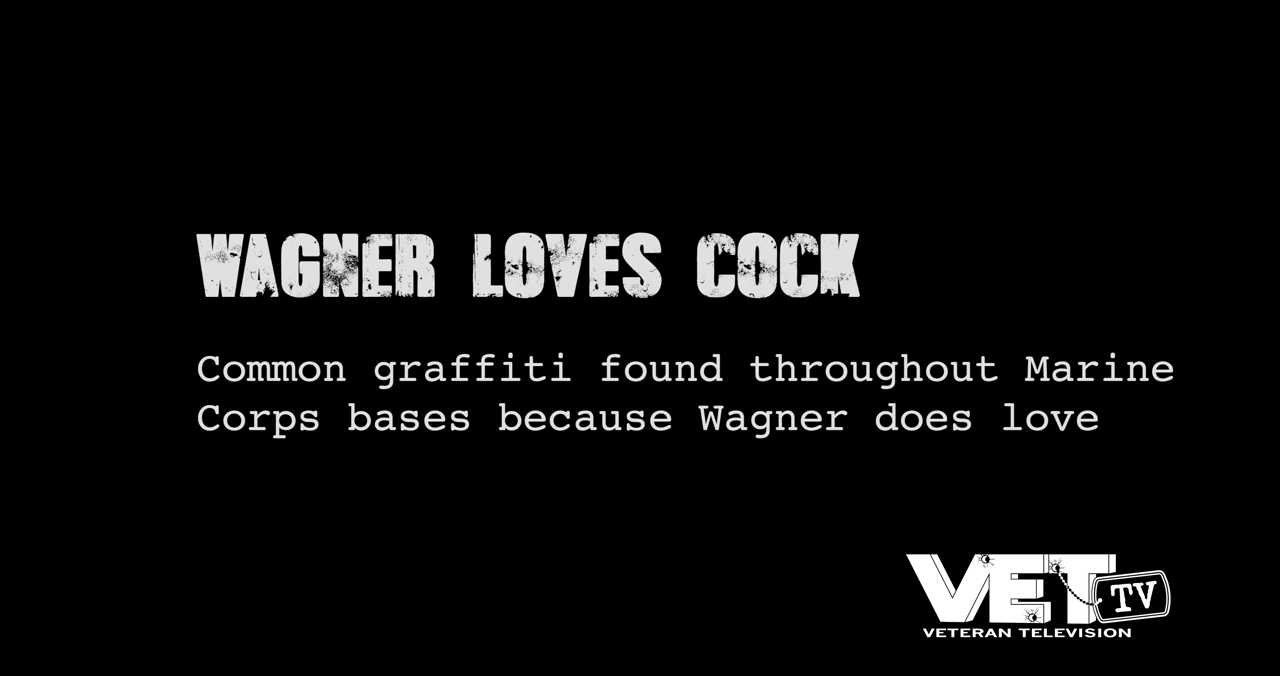 WAGNER LOVES COCK
Common graffiti found throughout Marine
Corps bases because Wagner does love
VET TV
VETERAN TELEVISION